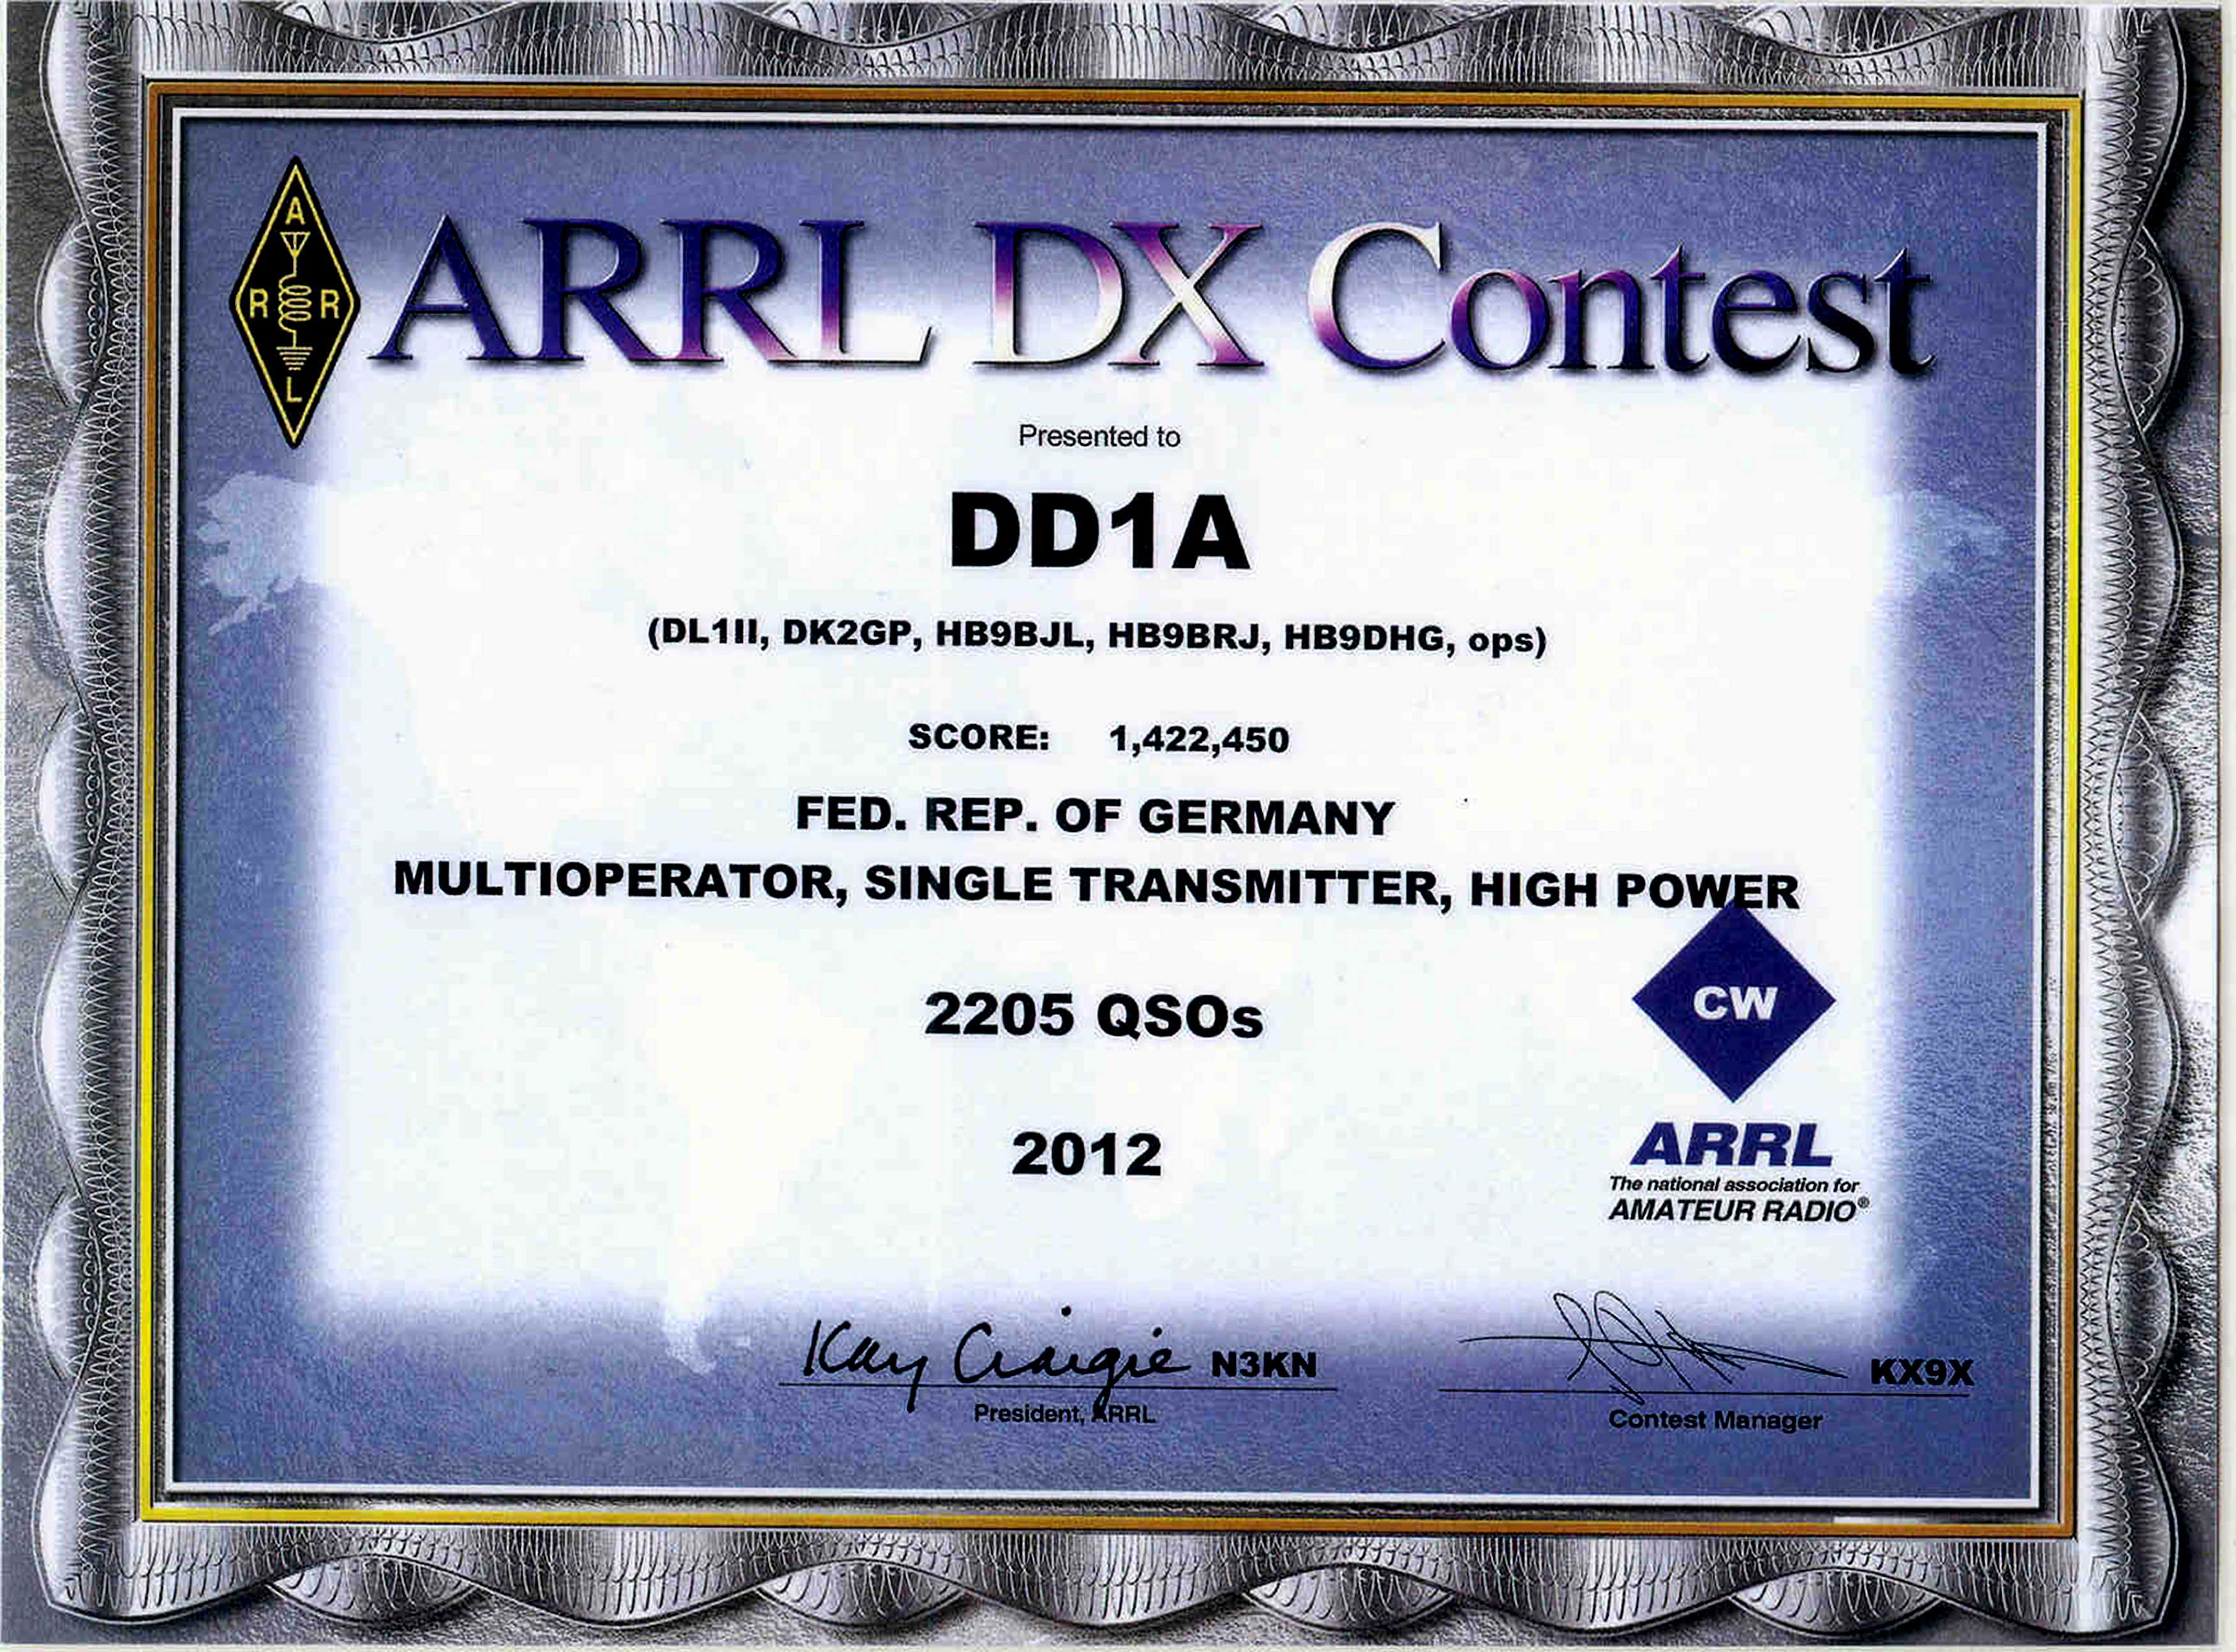 A
R R
L
ARRL DX Contest
Presented to
DD1A
(DL1II, DK2GP, HB9BJL, HB9BRJ, HB9DHG, ops)
SCORE: 1,422,450
FED. REP. OF GERMANY
MULTIOPERATOR, SINGLE TRANSMITTER, HIGH POWER
2205 QSOs
CW
2012
ARRL
The national association for
AMATEUR RADIO®
Kay Craigie N3KN
President, ARRL
KX9X
Contest Manager